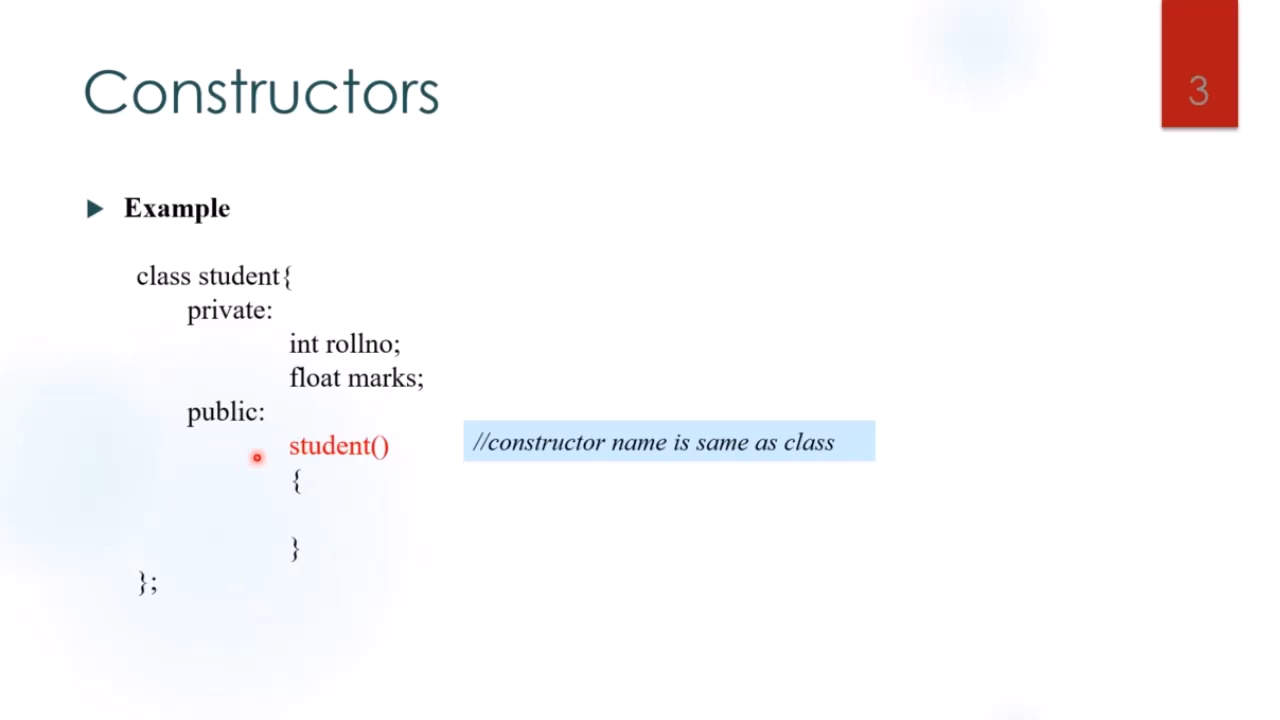 Constructors
3
Example
class student{
private:
int rollno;
float marks;
public:
student() //constructor name is same as class
{
}
};